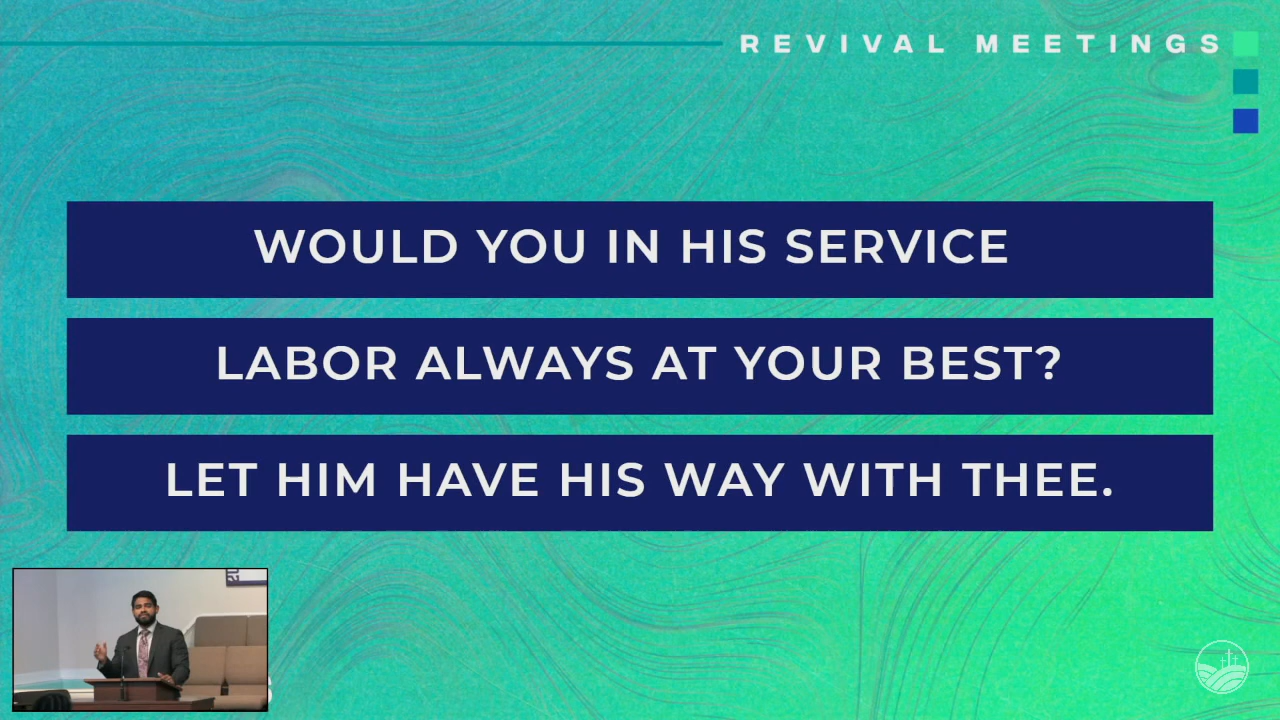 REVIVAL MEETINGS
WOULD YOU IN HIS SERVICE
LABOR ALWAYS AT YOUR BEST?
LET HIM HAVE HIS WAY WITH THEE.